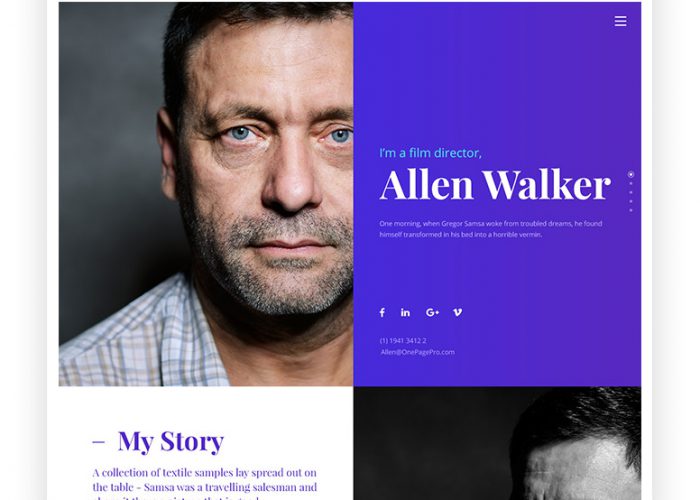 I'm a film director,
Allen Walker
One morning, when Gregor Samsa woke from troubled dreams, he found
himself transformed in his bed into a horrible vermin.
f in G+ v
(1) 1941 3412 2
Allen@OnePagePro.com
– My Story
A collection of textile samples lay spread out on
the table - Samsa was a travelling salesman and